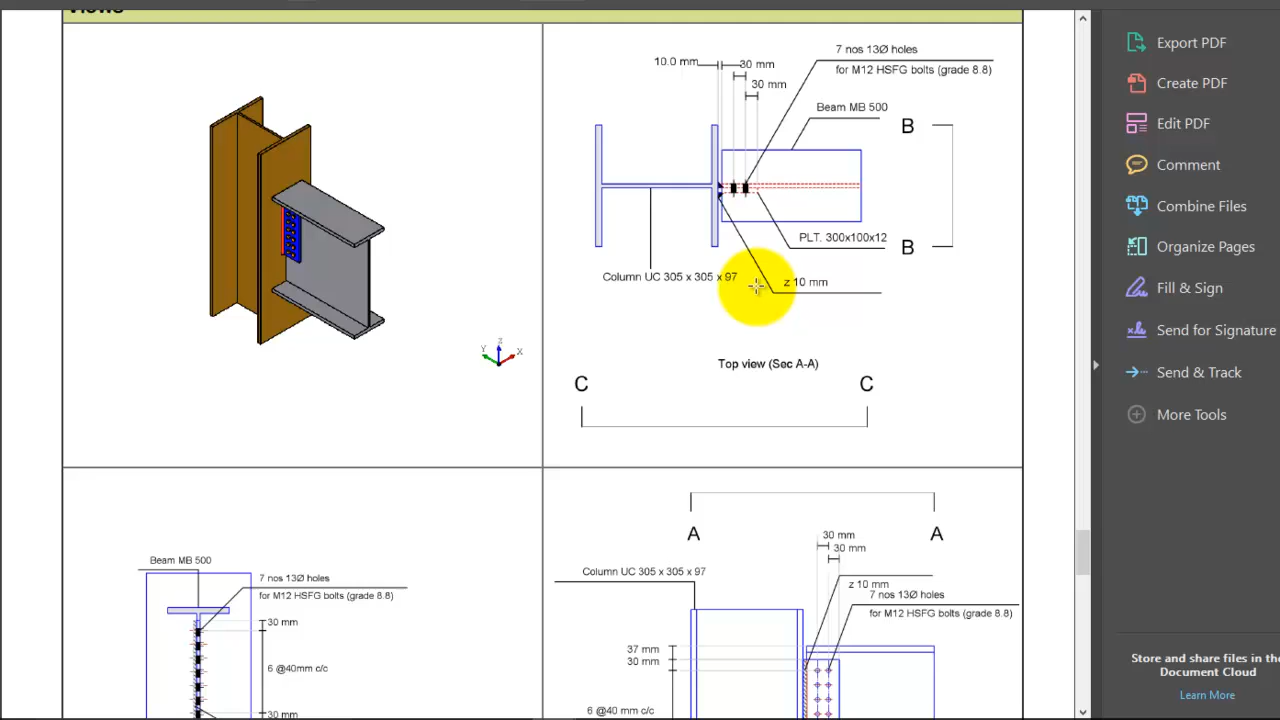 Views
10.0 mm
30 mm
30 mm
7 nos 13Ø holes
for M12 HSFG bolts (grade 8.8)
Beam MB 500
B
PLT. 300x100x12
B
Column UC 305 x 305 x 97
z 10 mm
Top view (Sec A-A)
C
C
Z
Y
X
Beam MB 500
7 nos 13Ø holes
for M12 HSFG bolts (grade 8.8)
30 mm
6 @40mm c/c
30 mm
A
A
30 mm
30 mm
Column UC 305 x 305 x 97
z 10 mm
7 nos 13Ø holes
for M12 HSFG bolts (grade 8.8)
37 mm
30 mm
6 @40 mm c/c
Export PDF
Create PDF
Edit PDF
Comment
Combine Files
Organize Pages
Fill & Sign
Send for Signature
Send & Track
More Tools
Store and share files in the
Document Cloud
Learn More